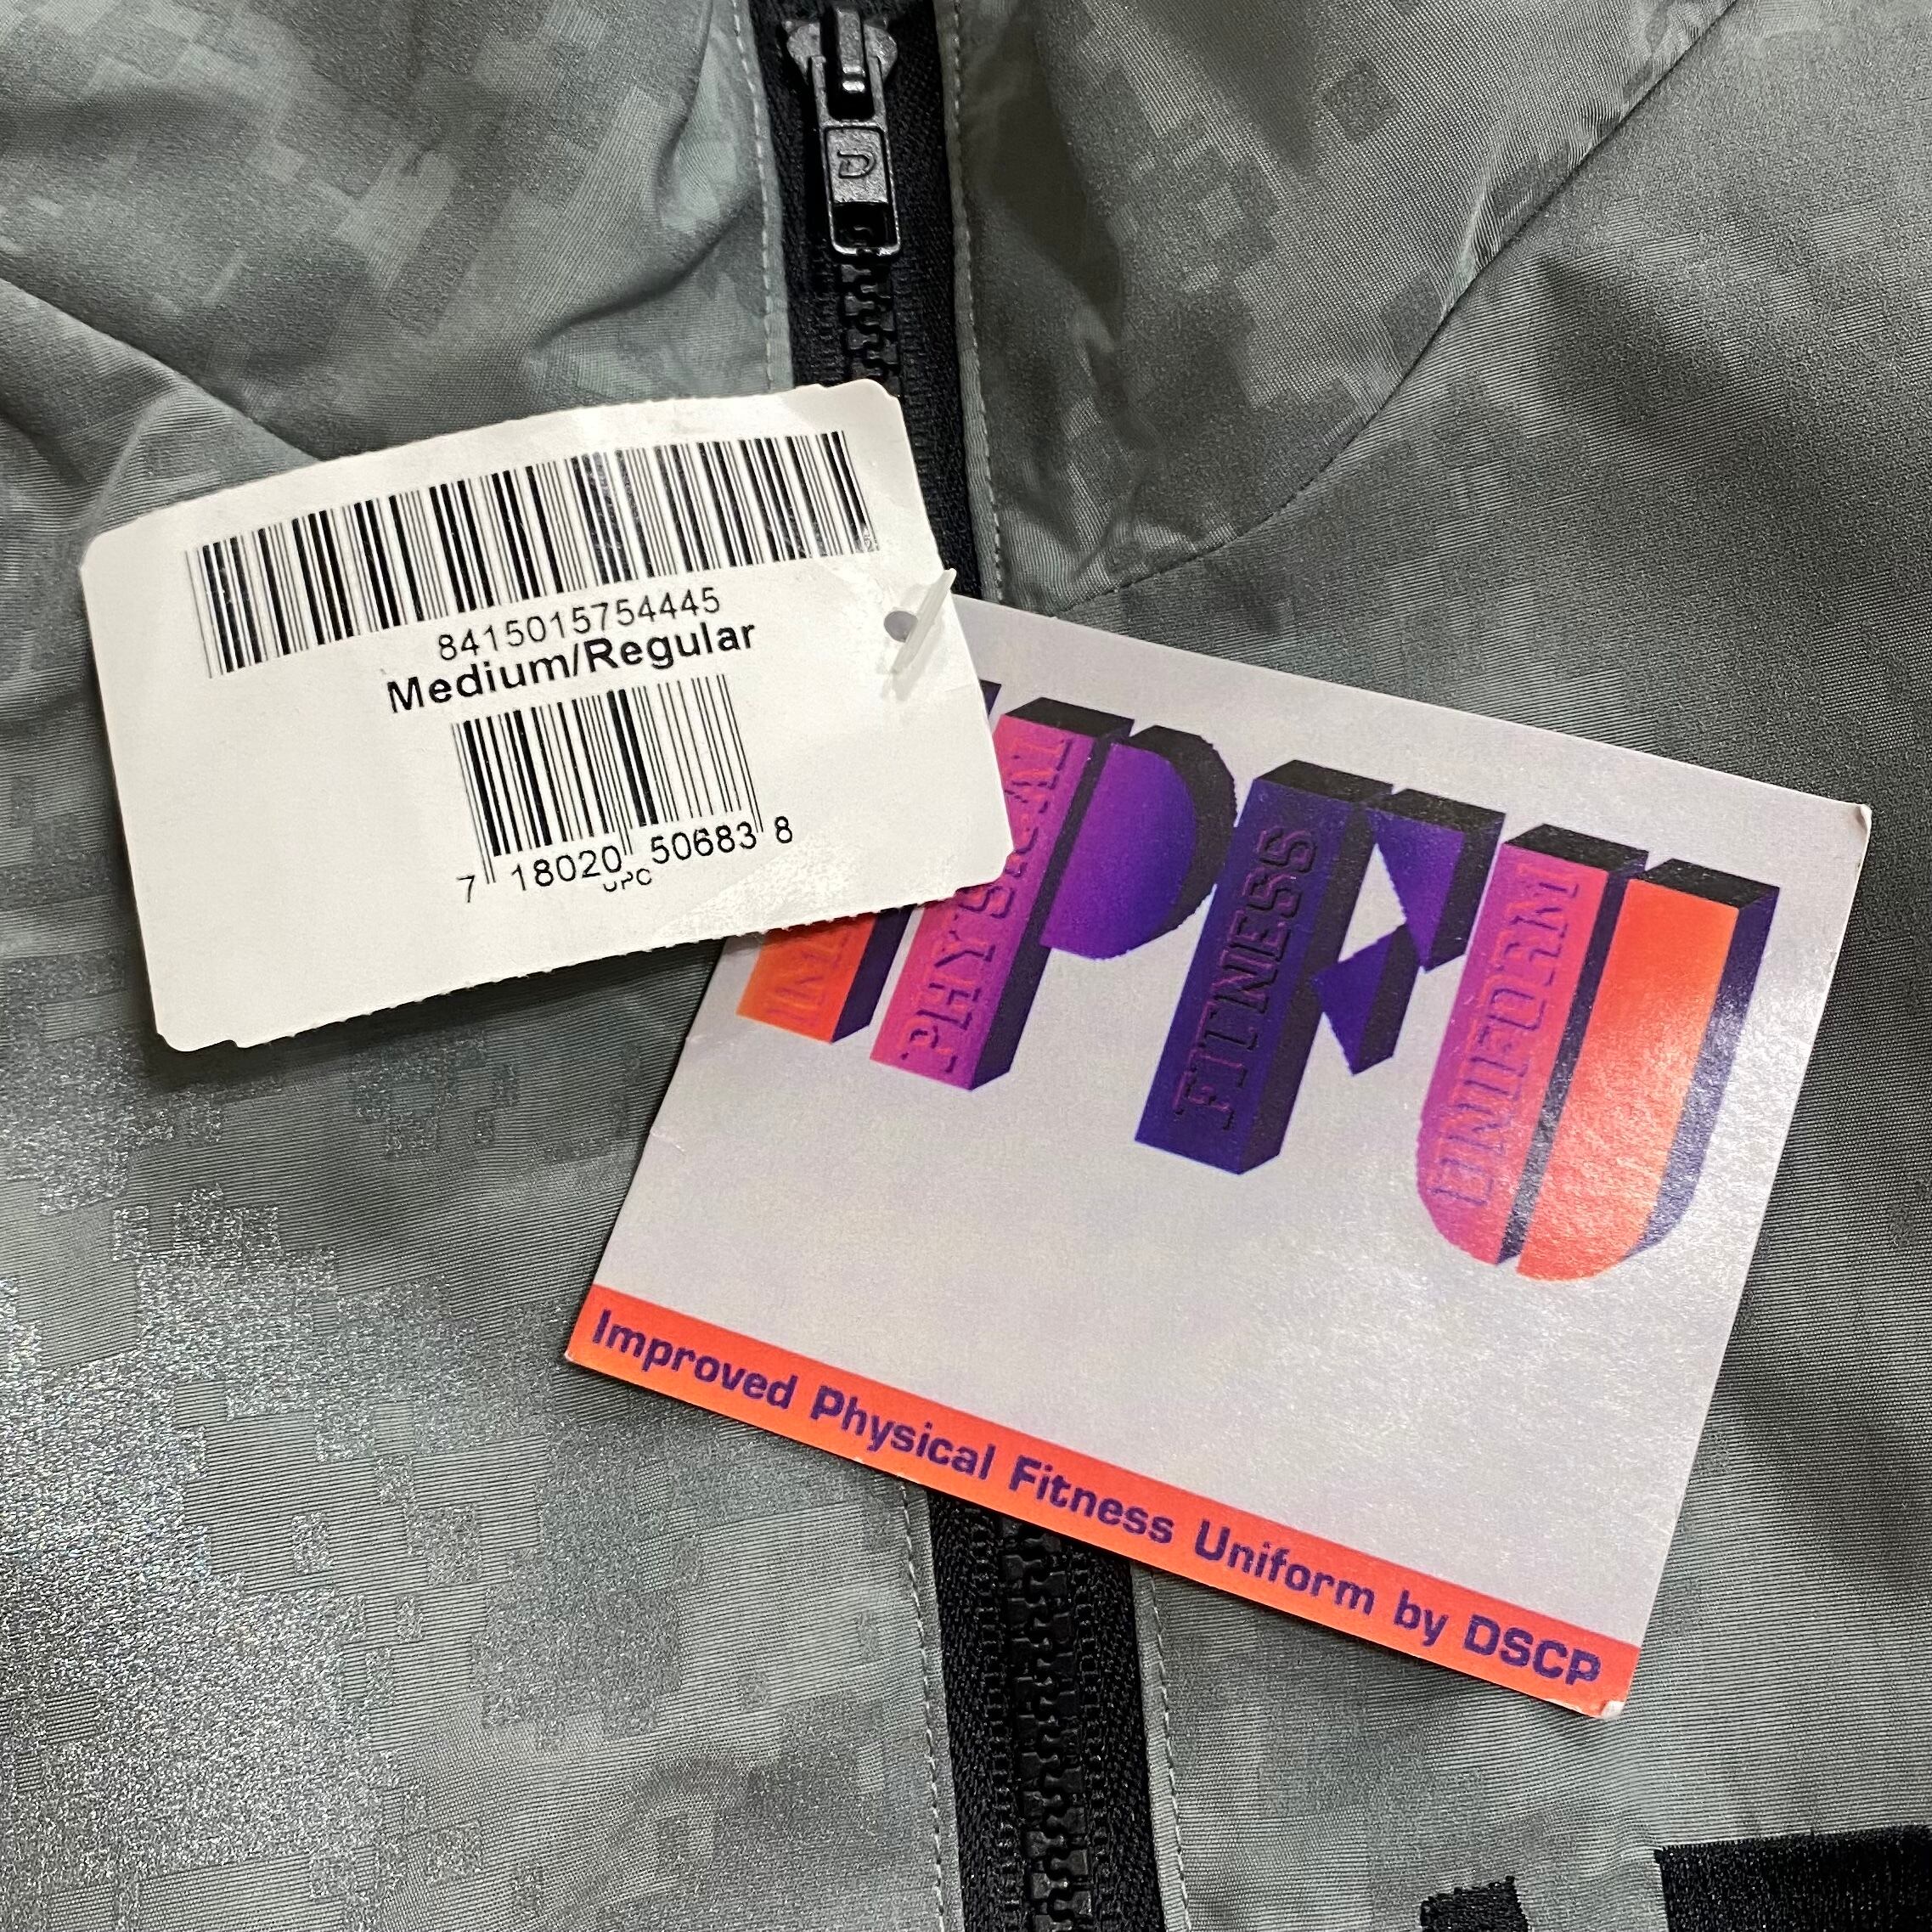 8415015754445
Medium/Regular
7 18020 50683 8
UPC
PHYSICAL
FITNESS
UNIFORM
Improved Physical Fitness Uniform by DSCP